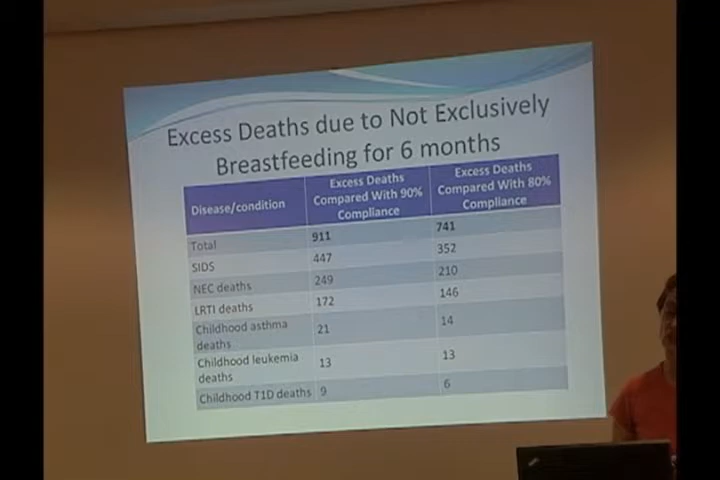 Excess Deaths due to Not Exclusively
Breastfeeding for 6 months
Disease/condition Excess Deaths Compared With 90% Compliance Excess Deaths Compared With 80% Compliance
Total 911 741
SIDS 447 352
NEC deaths 249 210
LRTI deaths 172 146
Childhood asthma deaths 21 14
Childhood leukemia deaths 13 13
Childhood T1D deaths 9 6